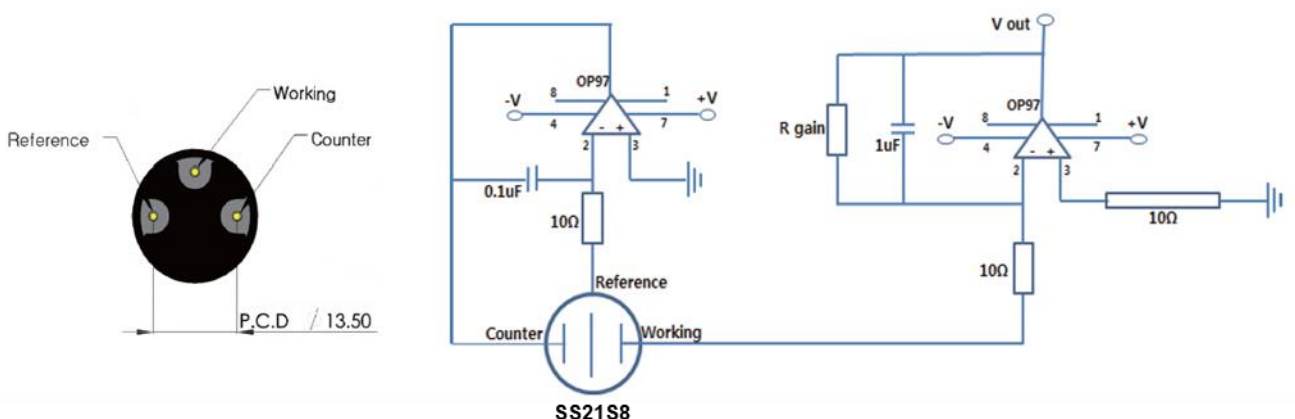 Working
Reference
Counter
P.C.D / 13.50
OP97
-V
8
1
+V
4
7
- +
2
3
0.1uF
10Ω
Reference
Counter
Working
SS21S8
V out
OP97
R gain
1uF
-V
8
1
+V
4
7
- +
2
3
10Ω
10Ω